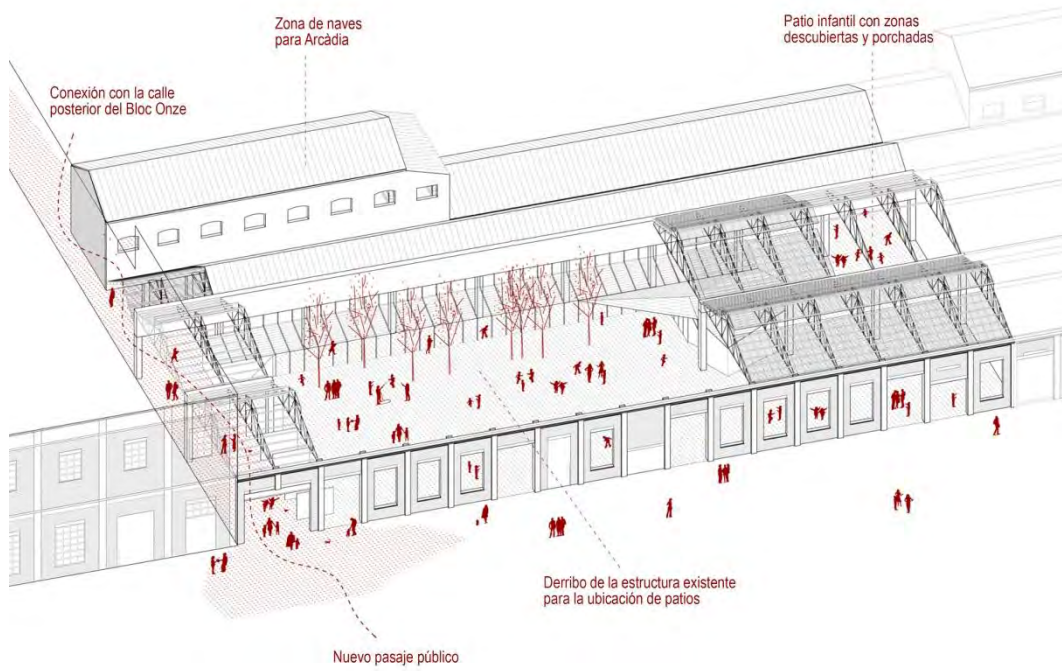 Zona de naves
para Arcàdia
Patio infantil con zonas
descubiertas y porchadas
Conexión con la calle
posterior del Bloc Onze
Derribo de la estructura existente
para la ubicación de patios
Nuevo pasaje público